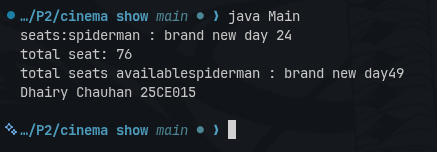 …/P2/cinema show main ● ❯ java Main
seats:spiderman : brand new day 24
total seat: 76
total seats availablespiderman : brand new day49
Dhairy Chauhan 25CE015
…/P2/cinema show main ● ❯